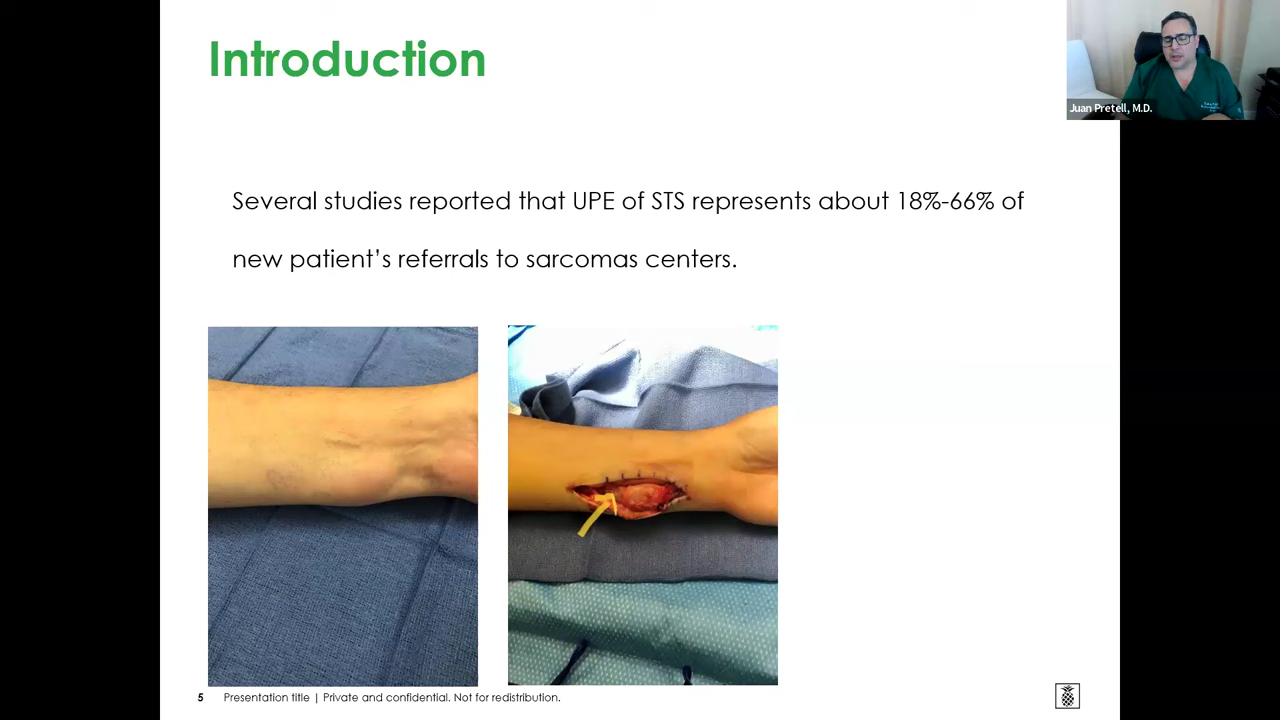 Introduction
Juan Pretell, M.D.
Several studies reported that UPE of STS represents about 18%-66% of
new patient’s referrals to sarcomas centers.
5 Presentation title | Private and confidential. Not for redistribution.